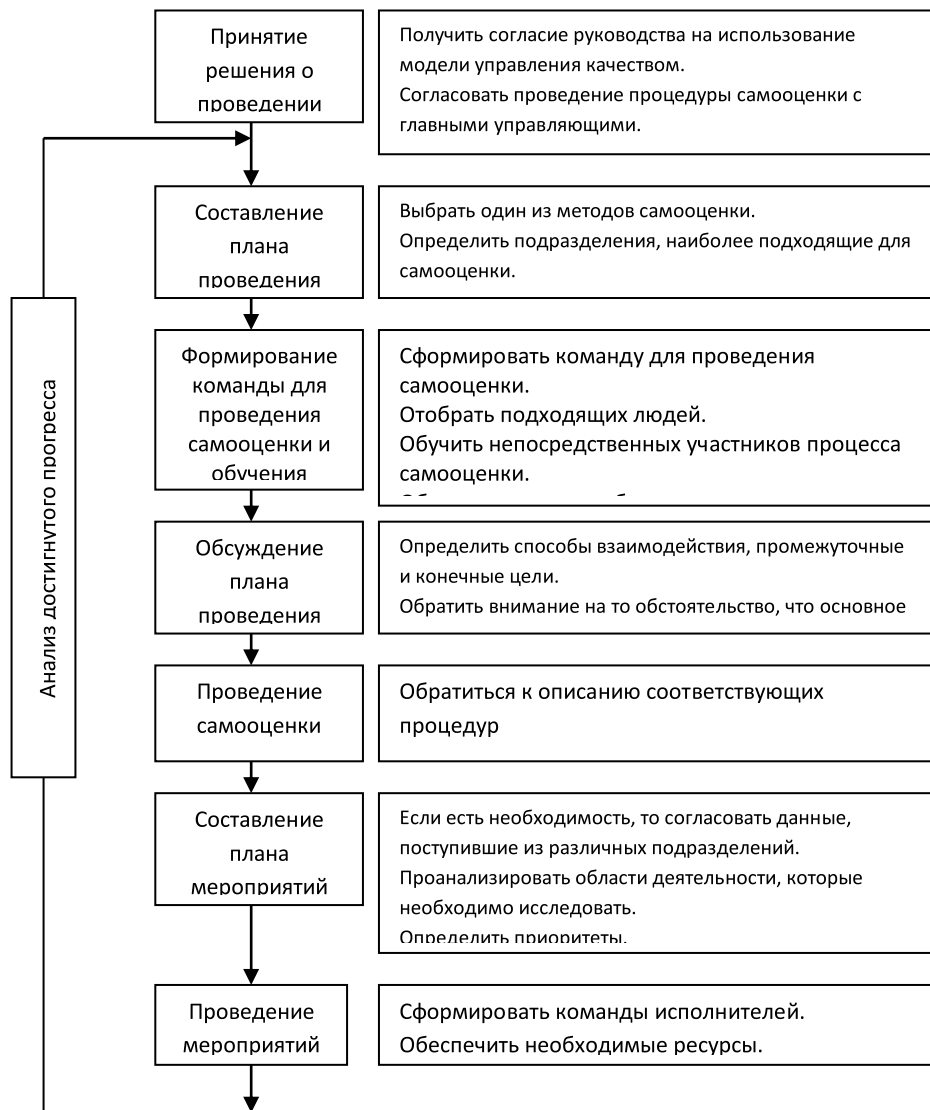 Принятие
решения о
проведении
Получить согласие руководства на использование
модели управления качеством.
Согласовать проведение процедуры самооценки с
главными управляющими.
Составление
плана
проведения
Выбрать один из методов самооценки.
Определить подразделения, наиболее подходящие для
самооценки.
Формирование
команды для
проведения
самооценки и
обучения
Сформировать команду для проведения
самооценки.
Отобрать подходящих людей.
Обучить непосредственных участников процесса
самооценки.
Обсуждение
плана
проведения
Определить способы взаимодействия, промежуточные
и конечные цели.
Обратить внимание на то обстоятельство, что основное
Анализ достигнутого прогресса
Проведение
самооценки
Обратиться к описанию соответствующих
процедур
Составление
плана
мероприятий
Если есть необходимость, то согласовать данные,
поступившие из различных подразделений.
Проанализировать области деятельности, которые
необходимо исследовать.
Определить приоритеты.
Проведение
мероприятий
Сформировать команды исполнителей.
Обеспечить необходимые ресурсы.